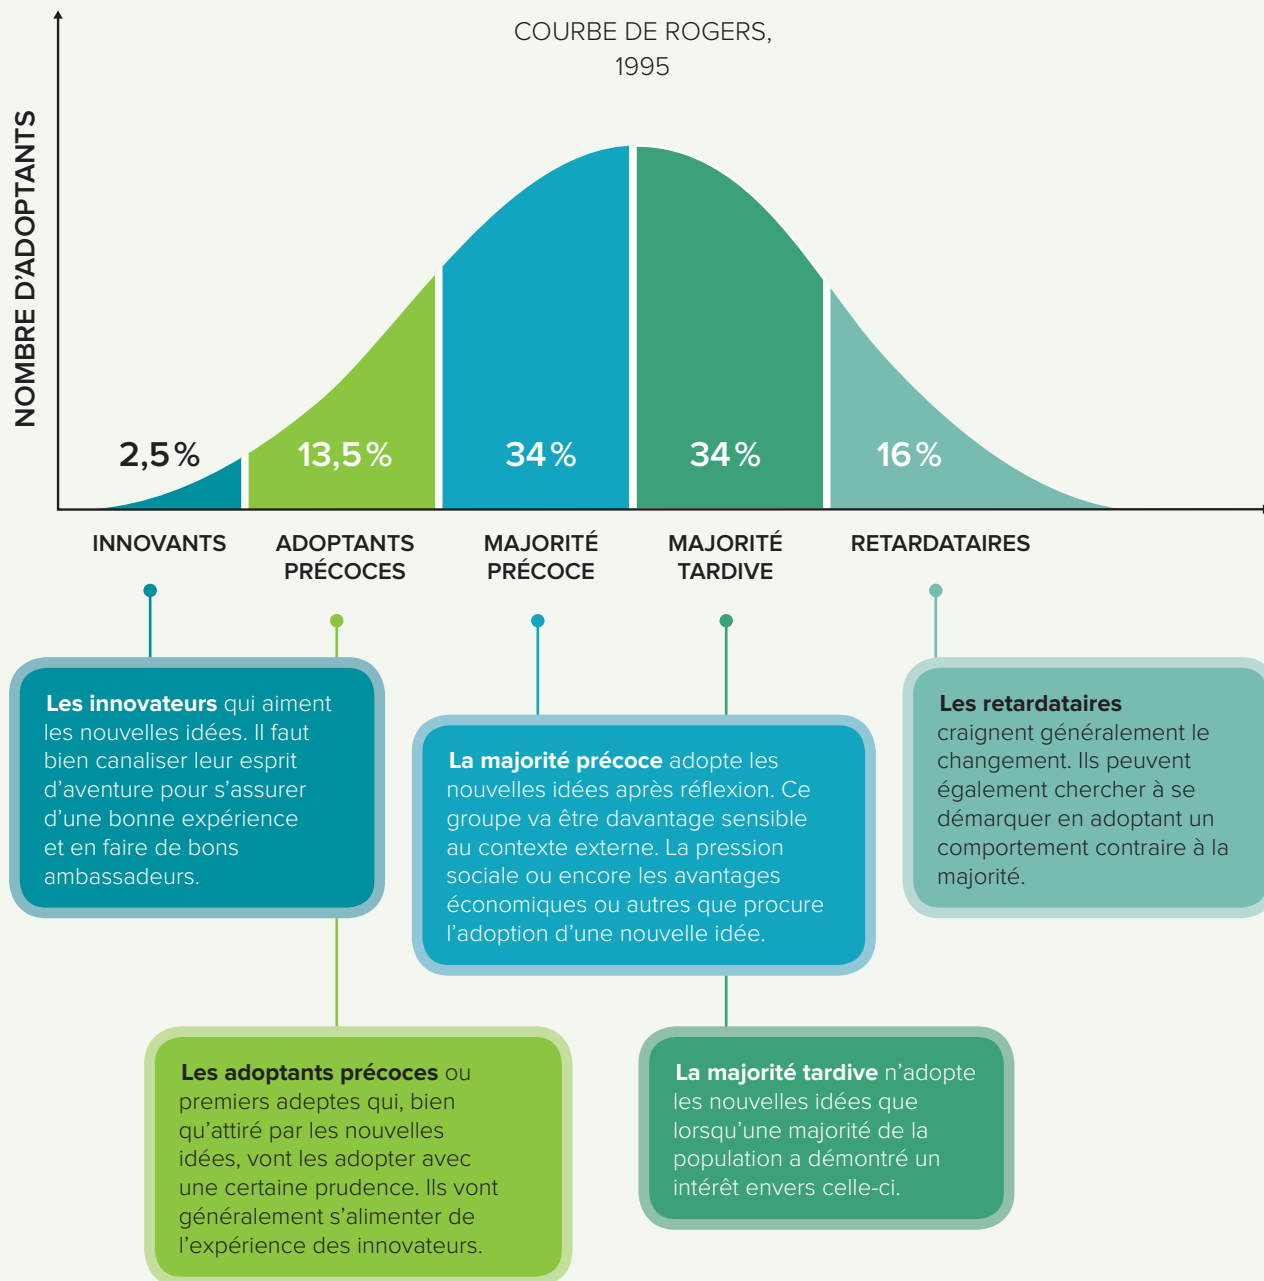 COURBE DE ROGERS,
1995
NOMBRE D’ADOPTANTS
2,5 %
13,5 %
34 %
34 %
16 %
INNOVANTS
ADOPTANTS
PRÉCOCES
MAJORITÉ
PRÉCOCE
MAJORITÉ
TARDIVE
RETARDATAIRES
Les innovateurs qui aiment
les nouvelles idées. Il faut
bien canaliser leur esprit
d’aventure pour s’assurer
d’une bonne expérience
et en faire de bons
ambassadeurs.
La majorité précoce adopte les
nouvelles idées après réflexion. Ce
groupe va être davantage sensible
au contexte externe. La pression
sociale ou encore les avantages
économiques ou autres que procure
l’adoption d’une nouvelle idée.
Les retardataires
craignent généralement le
changement. Ils peuvent
également chercher à se
démarquer en adoptant un
comportement contraire à la
majorité.
Les adoptants précoces ou
premiers adeptes qui, bien
qu’attiré par les nouvelles
idées, vont les adopter avec
une certaine prudence. Ils vont
généralement s’alimenter de
l’expérience des innovateurs.
La majorité tardive n’adopte
les nouvelles idées que
lorsqu’une majorité de la
population a démontré un
intérêt envers celle-ci.